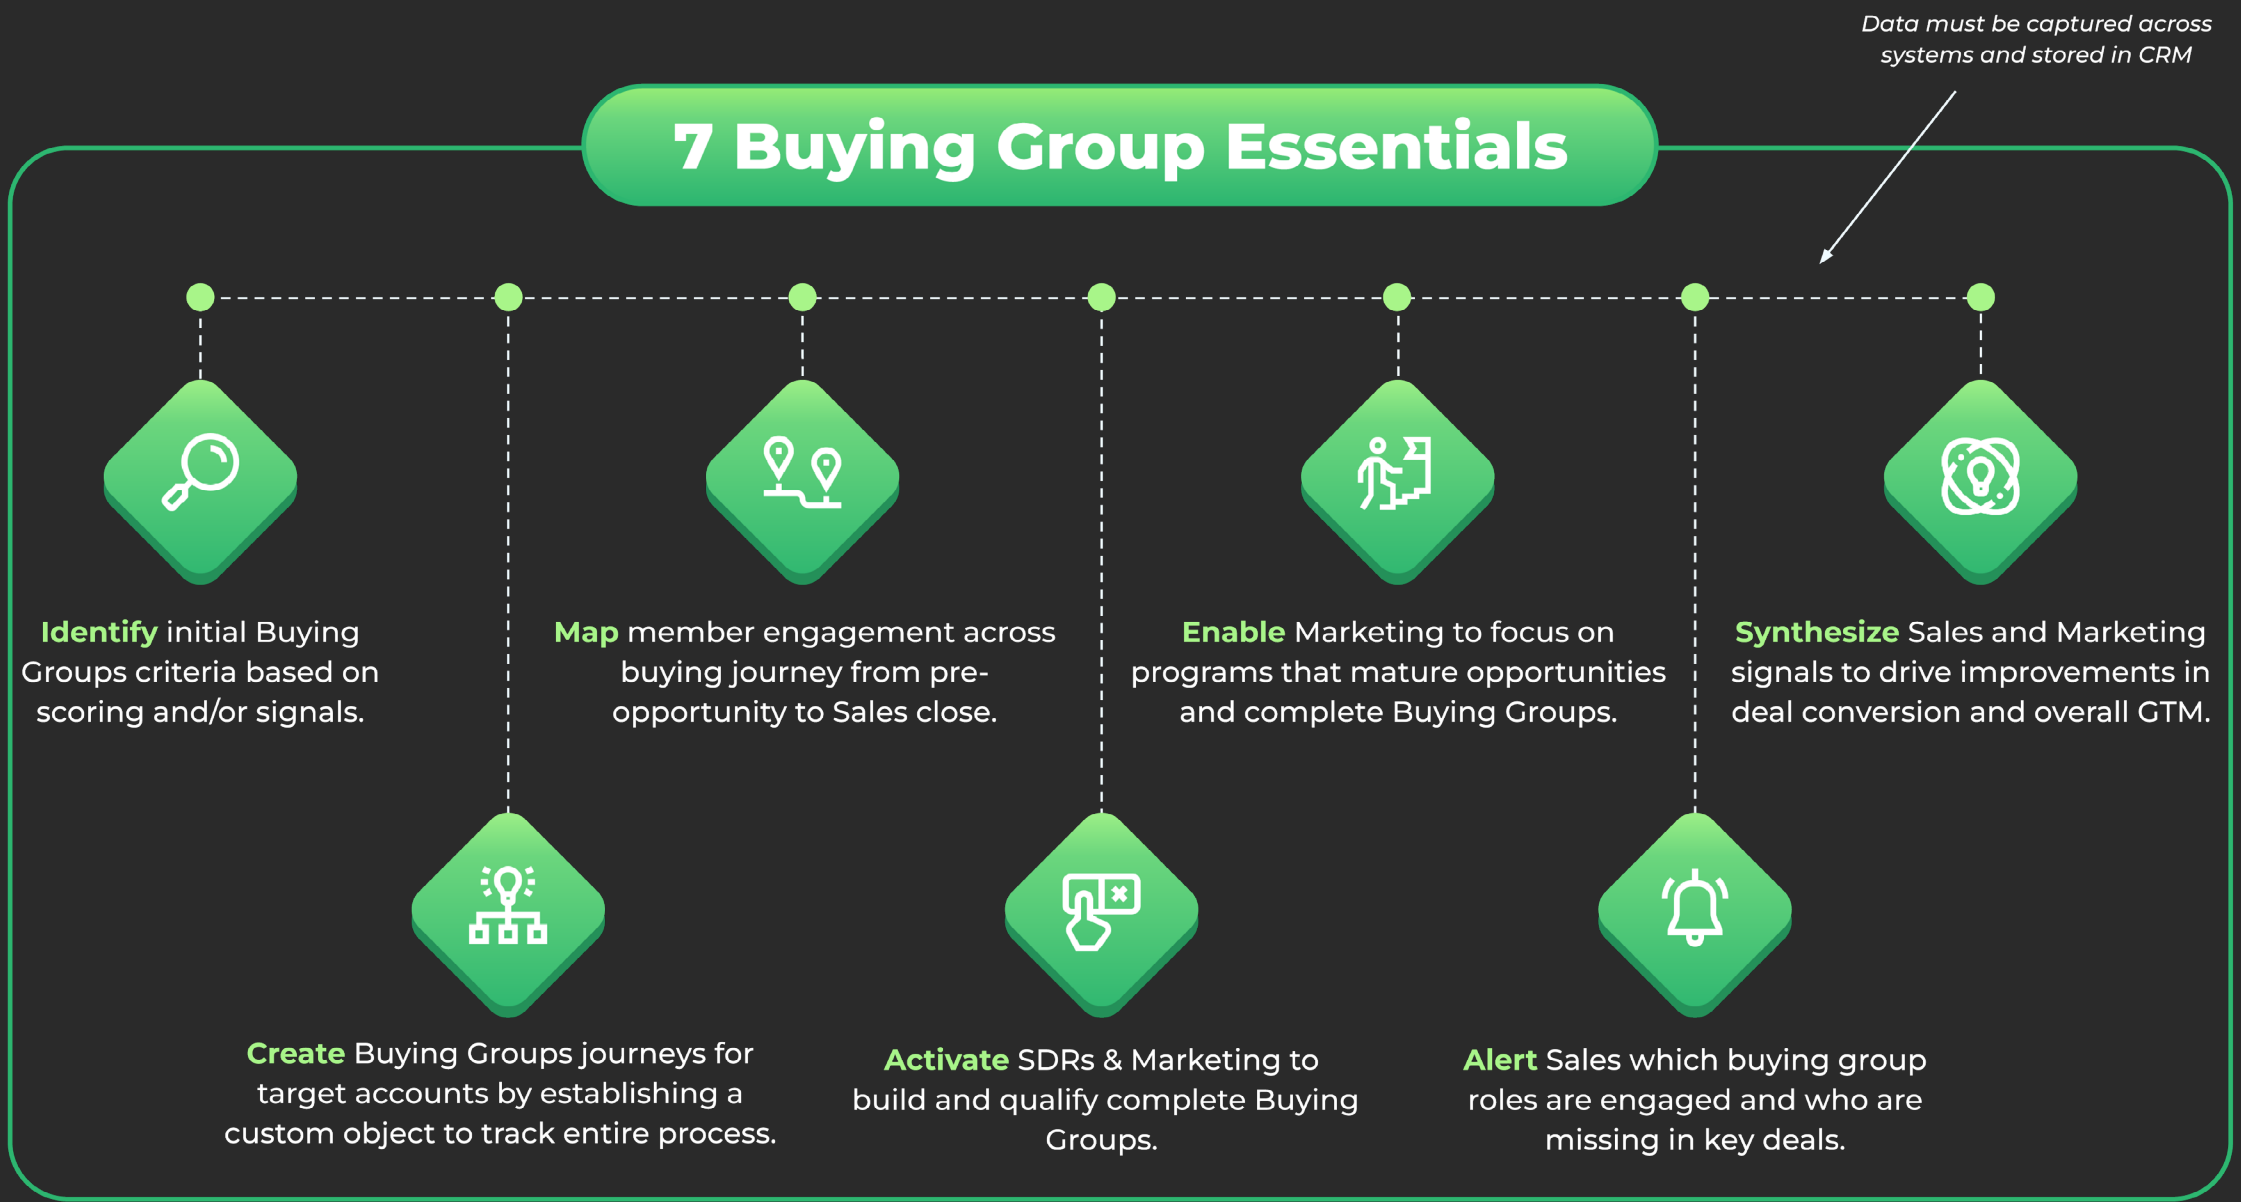 Data must be captured across
systems and stored in CRM
7 Buying Group Essentials
Identify initial Buying
Groups criteria based on
scoring and/or signals.
Create Buying Groups journeys for
target accounts by establishing a
custom object to track entire process.
Map member engagement across
buying journey from pre-
opportunity to Sales close.
Activate SDRs & Marketing to
build and qualify complete Buying
Groups.
Enable Marketing to focus on
programs that mature opportunities
and complete Buying Groups.
Alert Sales which buying group
roles are engaged and who are
missing in key deals.
Synthesize Sales and Marketing
signals to drive improvements in
deal conversion and overall GTM.